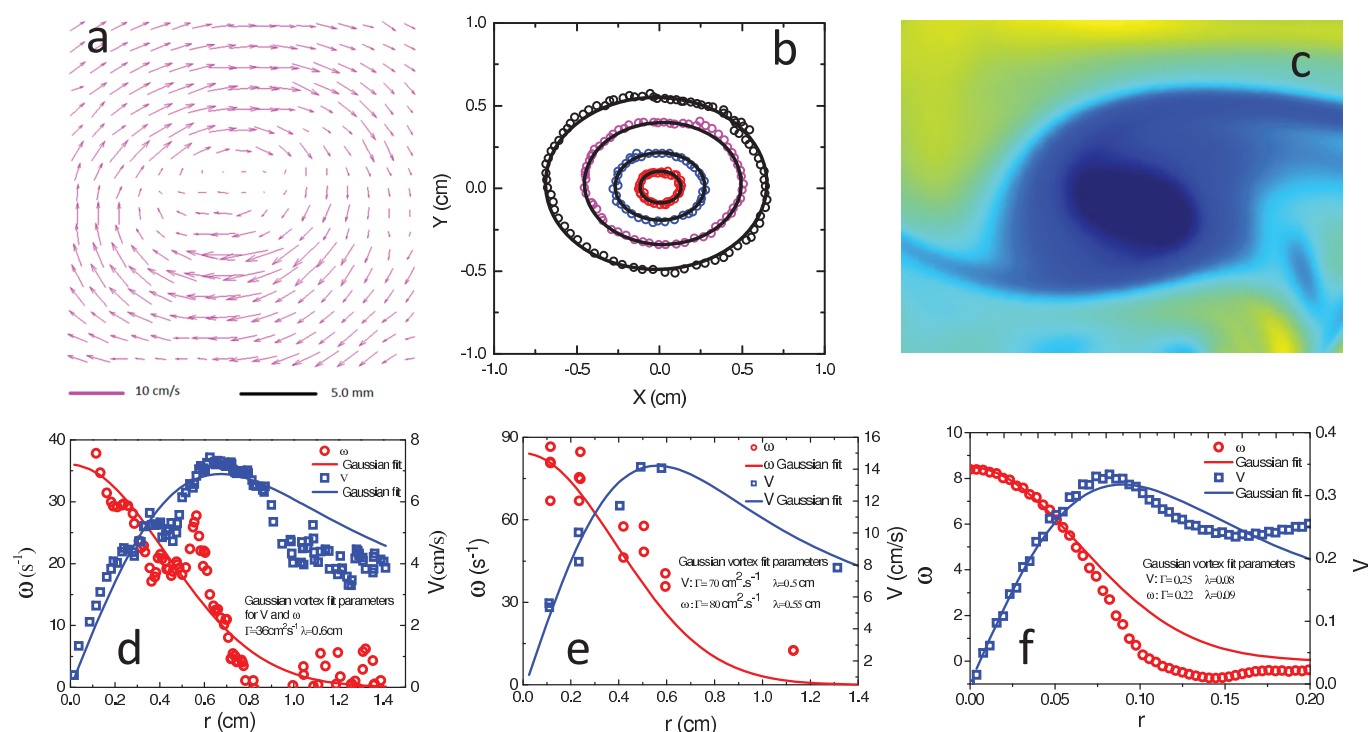 a
10 cm/s
5.0 mm
b
Y (cm)
1.0
0.5
0.0
-0.5
-1.0
-1.0
-0.5
0.0
0.5
1.0
X (cm)
c
40
30
20
10
0
ω (s⁻¹)
ω
Gaussian fit
V
Gaussian fit
Gaussian vortex fit parameters
for V and ω
Γ=36cm²s⁻¹ λ=0.6cm
d
8
6
4
2
0
V(cm/s)
0.0
0.2
0.4
0.6
0.8
1.0
1.2
1.4
r (cm)
90
60
30
0
ω (s⁻¹)
ω
ω Gaussian fit
V
V Gaussian fit
Gaussian vortex fit parameters
V: Γ= 70 cm².s⁻¹ λ=0.5 cm
ω: Γ= 80 cm².s⁻¹ λ=0.55 cm
e
16
14
12
10
8
6
4
2
0
V (cm/s)
0.0
0.2
0.4
0.6
0.8
1.0
1.2
1.4
r (cm)
10
8
6
4
2
0
ω
ω
Gaussian fit
V
Gaussian fit
Gaussian vortex fit parameters
V: Γ=0.25 λ=0.08
ω: Γ=0.22 λ=0.09
f
0.4
0.3
0.2
0.1
0.0
V
0.00
0.05
0.10
0.15
0.20
r